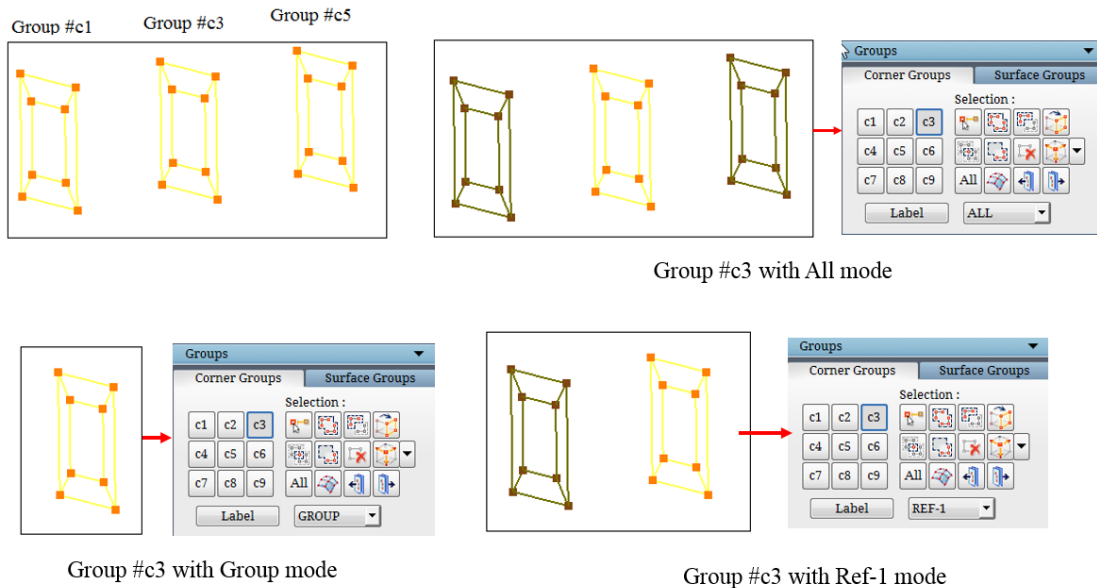 Group #c1
Group #c3
Group #c5
Groups
Corner Groups Surface Groups
Selection :
c1 c2 c3
c4 c5 c6
c7 c8 c9 All
Label ALL
Group #c3 with All mode
Groups
Corner Groups Surface Groups
Selection :
c1 c2 c3
c4 c5 c6
c7 c8 c9 All
Label GROUP
Group #c3 with Group mode
Groups
Corner Groups Surface Groups
Selection :
c1 c2 c3
c4 c5 c6
c7 c8 c9 All
Label REF-1
Group #c3 with Ref-1 mode